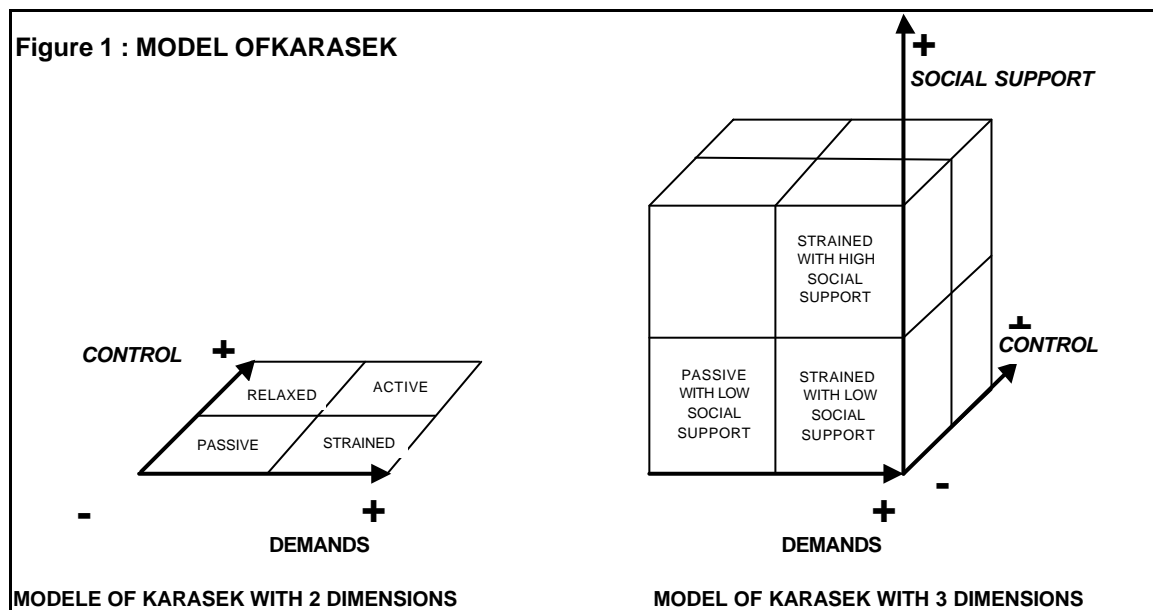 Figure 1 : MODEL OFKARASEK
+
SOCIAL SUPPORT
STRAINED
WITH HIGH
SOCIAL
SUPPORT
CONTROL
+
RELAXED
ACTIVE
PASSIVE
STRAINED
-
+
DEMANDS
MODELE OF KARASEK WITH 2 DIMENSIONS
+
CONTROL
PASSIVE
WITH LOW
SOCIAL
SUPPORT
STRAINED
WITH LOW
SOCIAL
SUPPORT
-
+
DEMANDS
MODEL OF KARASEK WITH 3 DIMENSIONS